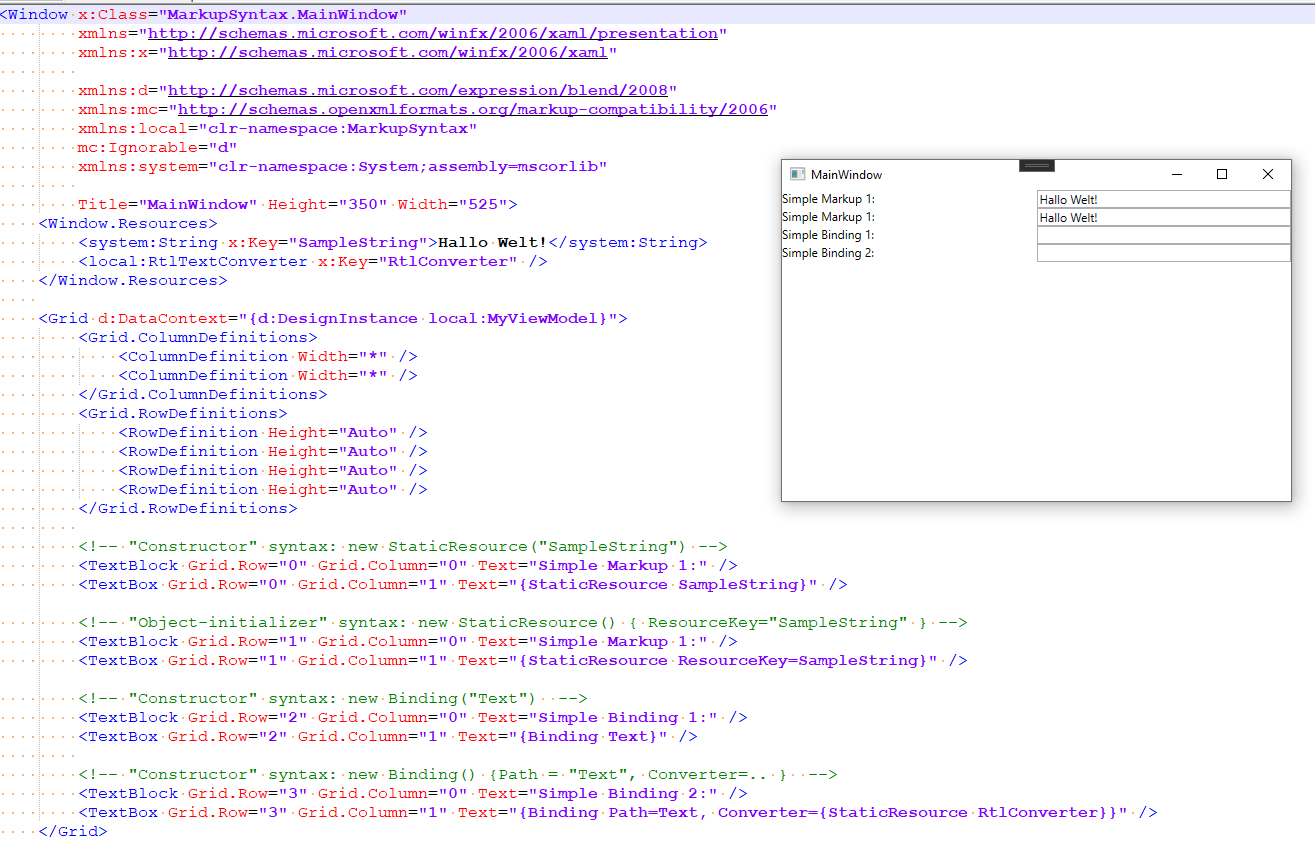 <Window x:Class="MarkupSyntax.MainWindow"
xmlns="http://schemas.microsoft.com/winfx/2006/xaml/presentation"
xmlns:x="http://schemas.microsoft.com/winfx/2006/xaml"
xmlns:d="http://schemas.microsoft.com/expression/blend/2008"
xmlns:mc="http://schemas.openxmlformats.org/markup-compatibility/2006"
xmlns:local="clr-namespace:MarkupSyntax"
mc:Ignorable="d"
xmlns:system="clr-namespace:System;assembly=mscorlib"
Title="MainWindow" Height="350" Width="525">
<Window.Resources>
<system:String x:Key="SampleString">Hallo Welt!</system:String>
<local:RtlTextConverter x:Key="RtlConverter" />
</Window.Resources>
<Grid d:DataContext="{d:DesignInstance local:MyViewModel}">
<Grid.ColumnDefinitions>
<ColumnDefinition Width="*" />
<ColumnDefinition Width="*" />
</Grid.ColumnDefinitions>
<Grid.RowDefinitions>
<RowDefinition Height="Auto" />
<RowDefinition Height="Auto" />
<RowDefinition Height="Auto" />
<RowDefinition Height="Auto" />
</Grid.RowDefinitions>
<!-- "Constructor" syntax: new StaticResource("SampleString") -->
<TextBlock Grid.Row="0" Grid.Column="0" Text="Simple Markup 1:" />
<TextBox Grid.Row="0" Grid.Column="1" Text="{StaticResource SampleString}" />
<!-- "Object-initializer" syntax: new StaticResource() { ResourceKey="SampleString" } -->
<TextBlock Grid.Row="1" Grid.Column="0" Text="Simple Markup 1:" />
<TextBox Grid.Row="1" Grid.Column="1" Text="{StaticResource ResourceKey=SampleString}" />
<!-- "Constructor" syntax: new Binding("Text")  -->
<TextBlock Grid.Row="2" Grid.Column="0" Text="Simple Binding 1:" />
<TextBox Grid.Row="2" Grid.Column="1" Text="{Binding Text}" />
<!-- "Constructor" syntax: new Binding() {Path = "Text", Converter=.. }  -->
<TextBlock Grid.Row="3" Grid.Column="0" Text="Simple Binding 2:" />
<TextBox Grid.Row="3" Grid.Column="1" Text="{Binding Path=Text, Converter={StaticResource RtlConverter}}" />
</Grid>
MainWindow
Simple Markup 1: Hallo Welt!
Simple Markup 1: Hallo Welt!
Simple Binding 1:
Simple Binding 2: